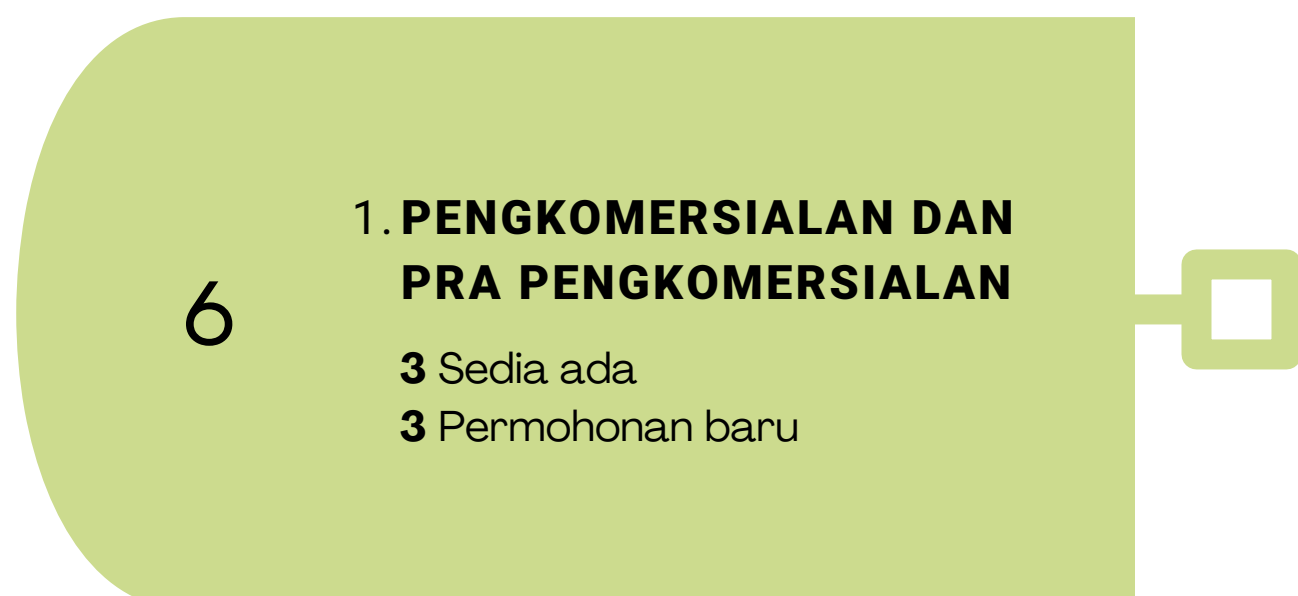 6
1. PENGKOMERSIALAN DAN
PRA PENGKOMERSIALAN
3 Sedia ada
3 Permohonan baru